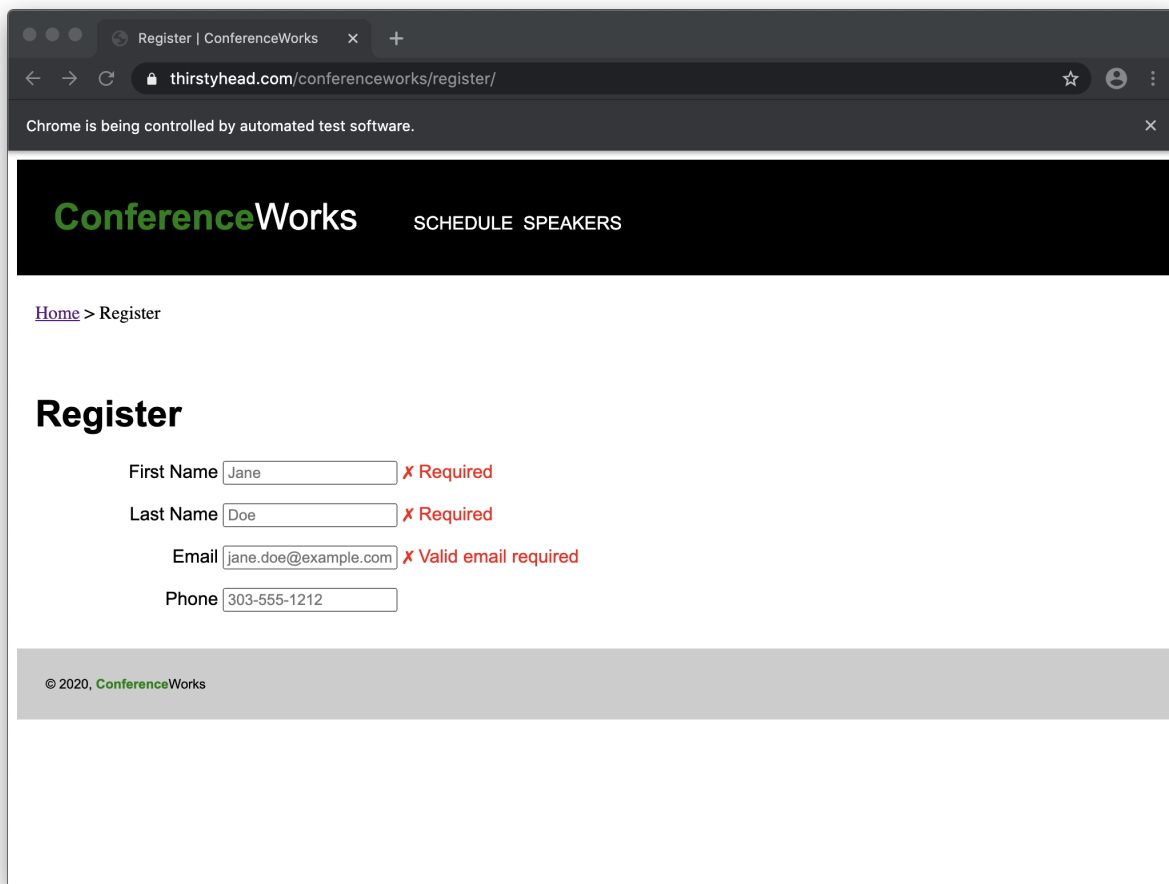 Register | ConferenceWorks
thirstyhead.com/conferenceworks/register/
Chrome is being controlled by automated test software.
ConferenceWorks SCHEDULE SPEAKERS
Home > Register
Register
First Name Jane ✗ Required
Last Name Doe ✗ Required
Email jane.doe@example.com ✗ Valid email required
Phone 303-555-1212
© 2020, ConferenceWorks